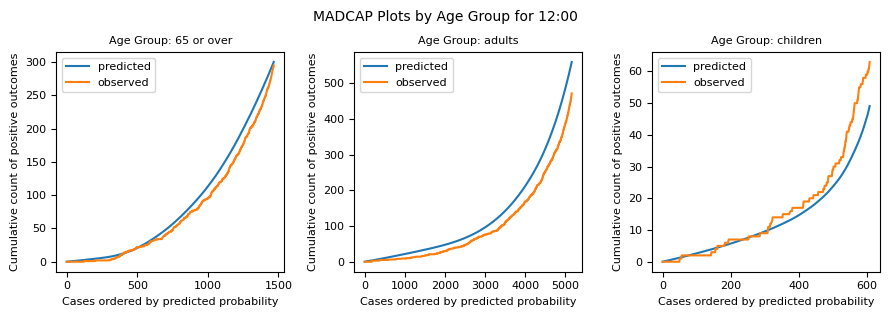 MADCAP Plots by Age Group for 12:00
Age Group: 65 or over
Cumulative count of positive outcomes
300
250
200
150
100
50
0
predicted
observed
0 500 1000 1500
Cases ordered by predicted probability
Age Group: adults
Cumulative count of positive outcomes
500
400
300
200
100
0
predicted
observed
0 1000 2000 3000 4000 5000
Cases ordered by predicted probability
Age Group: children
Cumulative count of positive outcomes
60
50
40
30
20
10
0
predicted
observed
0 200 400 600
Cases ordered by predicted probability